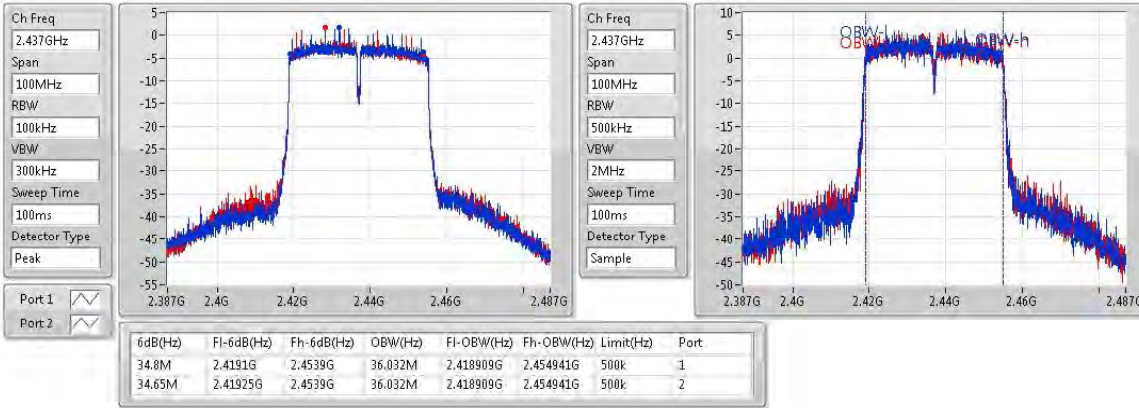 Ch Freq
2.437GHz
Span
100MHz
RBW
100kHz
VBW
300kHz
Sweep Time
100ms
Detector Type
Peak
Port 1
Port 2
5
0
-5
-10
-15
-20
-25
-30
-35
-40
-45
-50
-55
2.387G 2.4G 2.42G 2.44G 2.46G 2.487G
Ch Freq
2.437GHz
Span
100MHz
RBW
500kHz
VBW
2MHz
Sweep Time
100ms
Detector Type
Sample
10
5
0
-5
-10
-15
-20
-25
-30
-35
-40
-45
-50
OBW-h
2.387G 2.4G 2.42G 2.44G 2.46G 2.487G
6dB(Hz) Fl-6dB(Hz) Fh-6dB(Hz) OBW(Hz) Fl-OBW(Hz) Fh-OBW(Hz) Limit(Hz) Port
34.8M 2.4191G 2.4539G 36.032M 2.418909G 2.454941G 500k 1
34.65M 2.41925G 2.4539G 36.032M 2.418909G 2.454941G 500k 2